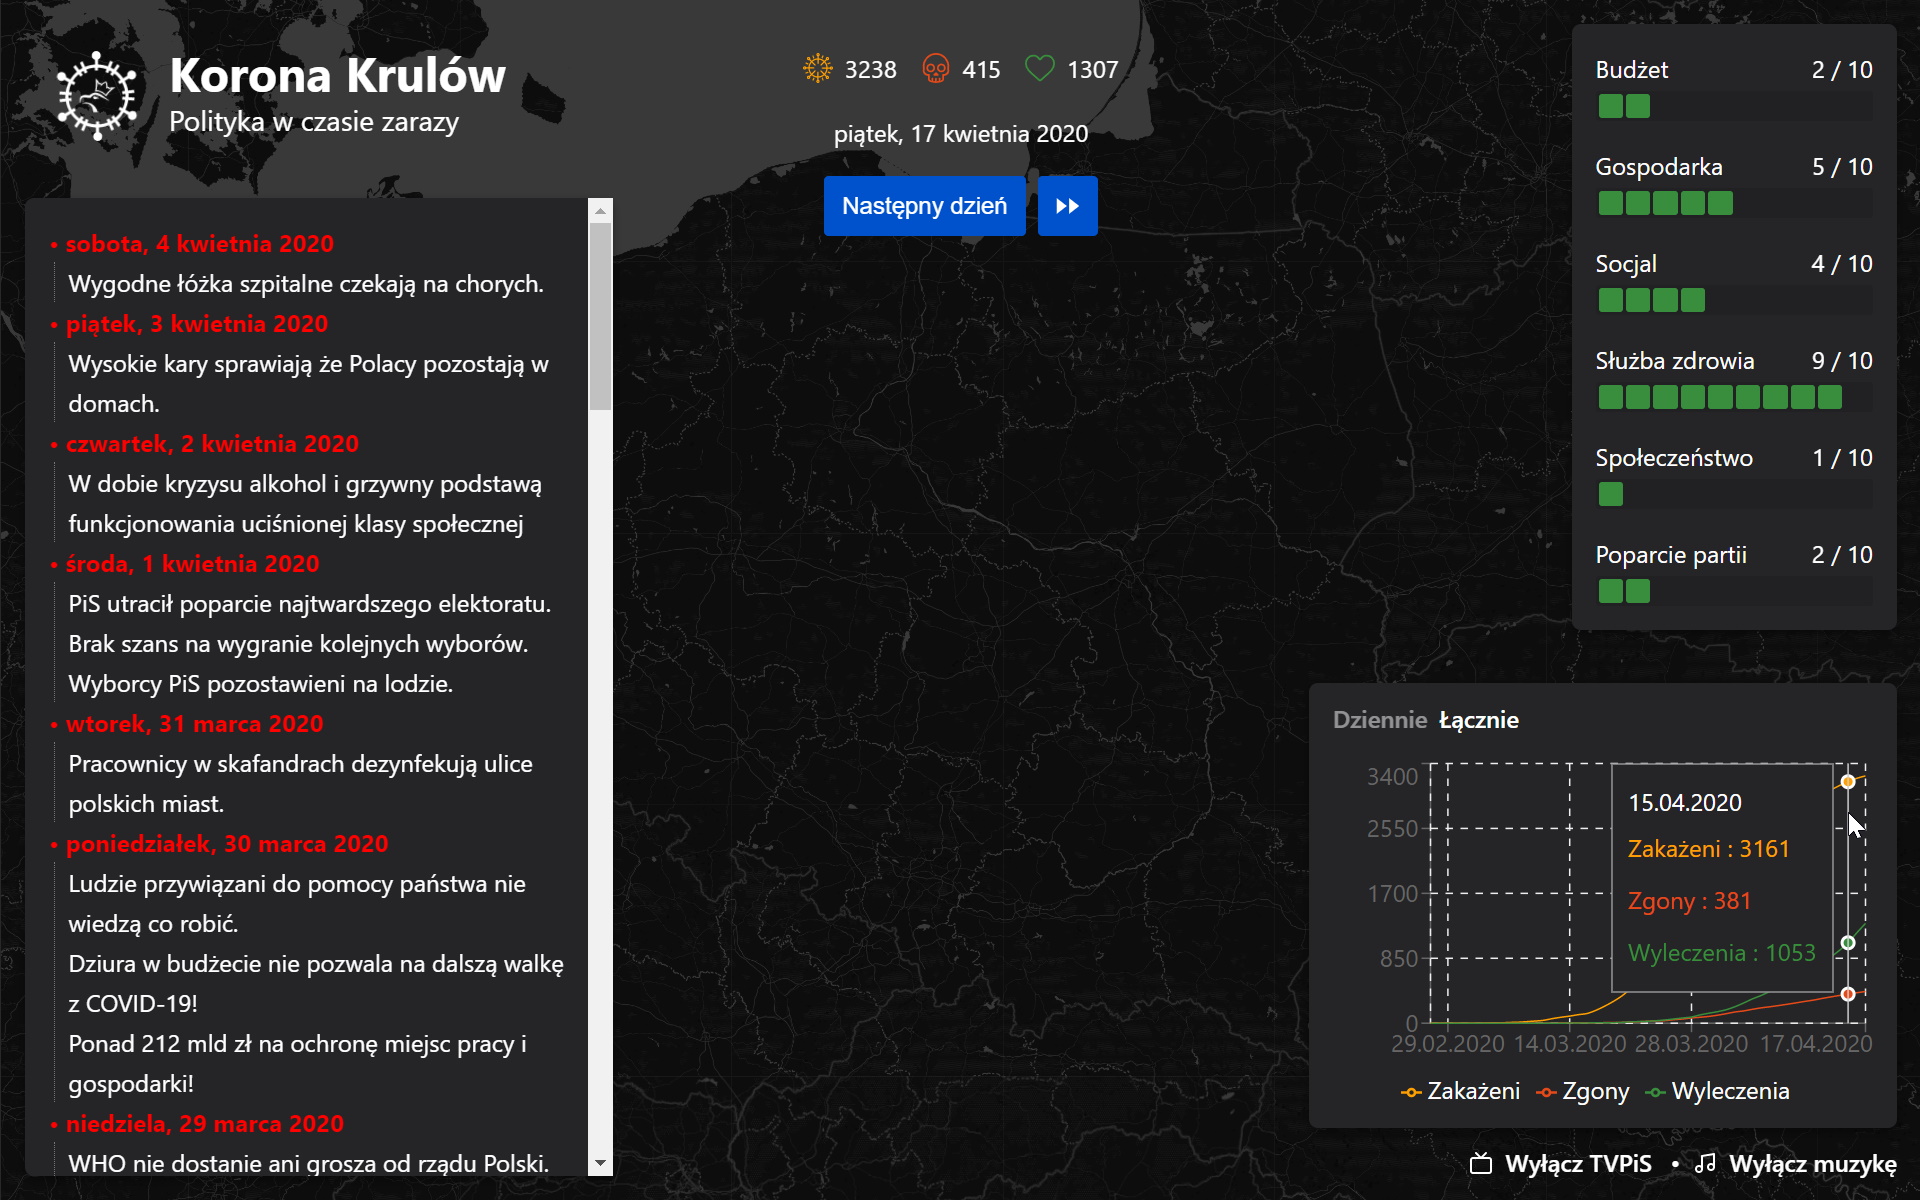 Korona Krulów
Polityka w czasie zarazy
3238 415 1307
piątek, 17 kwietnia 2020
Następny dzień
• sobota, 4 kwietnia 2020
Wygodne łóżka szpitalne czekają na chorych.
• piątek, 3 kwietnia 2020
Wysokie kary sprawiają że Polacy pozostają w
domach.
• czwartek, 2 kwietnia 2020
W dobie kryzysu alkohol i grzywny podstawą
funkcjonowania uciśnionej klasy społecznej
• środa, 1 kwietnia 2020
PiS utracił poparcie najtwardszego elektoratu.
Brak szans na wygranie kolejnych wyborów.
Wyborcy PiS pozostawieni na lodzie.
• wtorek, 31 marca 2020
Pracownicy w skafandrach dezynfekują ulice
polskich miast.
• poniedziałek, 30 marca 2020
Ludzie przywiązani do pomocy państwa nie
wiedzą co robić.
Dziura w budżecie nie pozwala na dalszą walkę
z COVID-19!
Ponad 212 mld zł na ochronę miejsc pracy i
gospodarki!
• niedziela, 29 marca 2020
WHO nie dostanie ani grosza od rządu Polski.
Budżet 2 / 10
Gospodarka 5 / 10
Socjal 4 / 10
Służba zdrowia 9 / 10
Społeczeństwo 1 / 10
Poparcie partii 2 / 10
Dziennie Łącznie
3400
2550
1700
850
0
15.04.2020
Zakażeni : 3161
Zgony : 381
Wyleczenia : 1053
29.02.2020 14.03.2020 28.03.2020 17.04.2020
Zakażeni Zgony Wyleczenia
Wyłącz TVPiS • Wyłącz muzykę